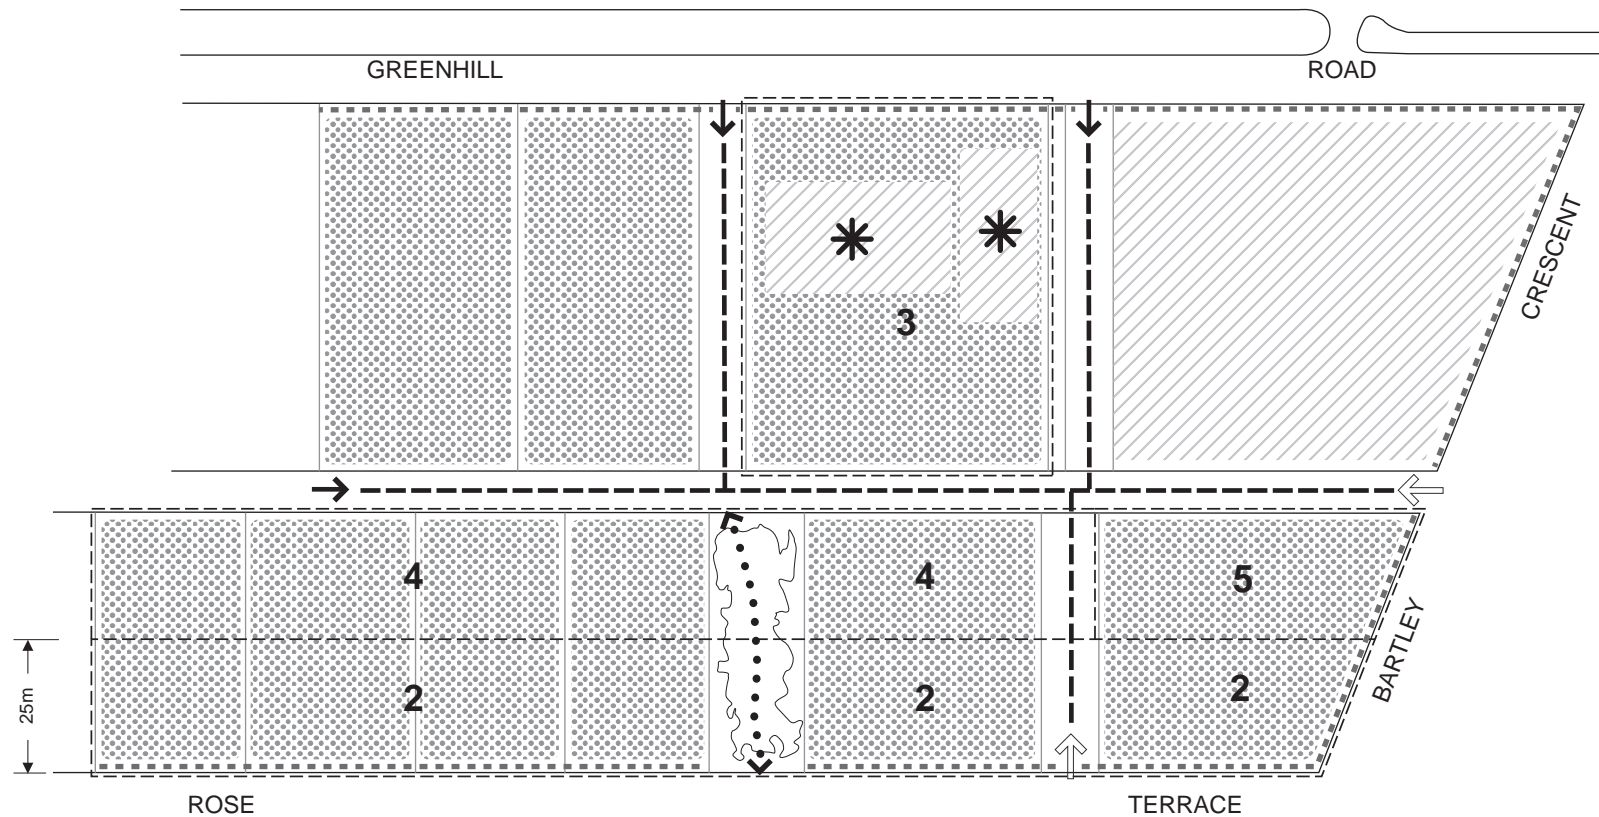 GREENHILL ROAD
CRESCENT
3
4 4 5
BARTLEY
25m
2 2 2
ROSE TERRACE